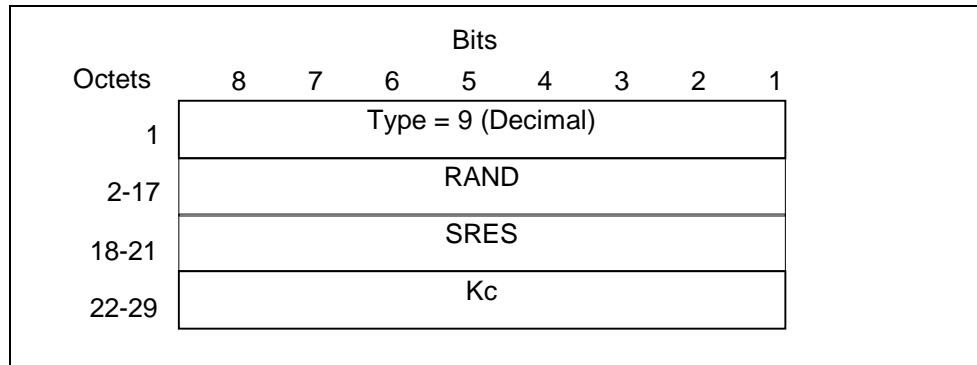 Bits
Octets 8 7 6 5 4 3 2 1
1 Type = 9 (Decimal)
2-17 RAND
18-21 SRES
22-29 Kc